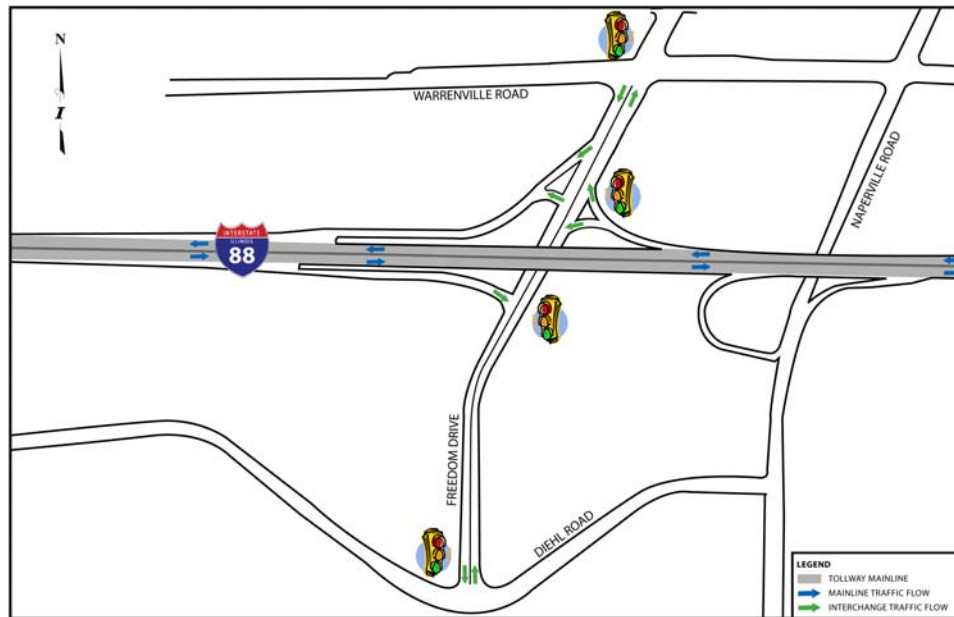 N
I
WARRENVILLE ROAD
NAPERVILLE ROAD
INTERSTATE
ILLINOIS
88
FREEDOM DRIVE
DIEHL ROAD
LEGEND
TOLLWAY MAINLINE
MAINLINE TRAFFIC FLOW
INTERCHANGE TRAFFIC FLOW